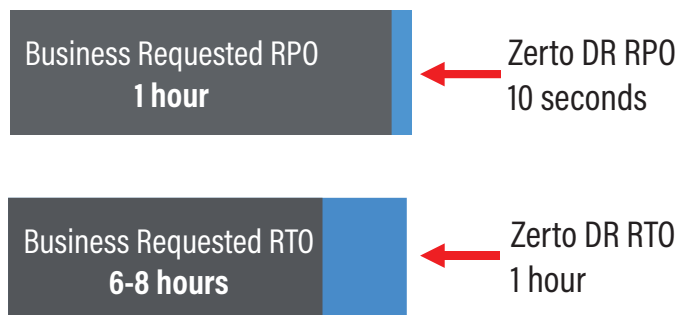 Business Requested RPO
1 hour
Zerto DR RPO
10 seconds
Business Requested RTO
6-8 hours
Zerto DR RTO
1 hour